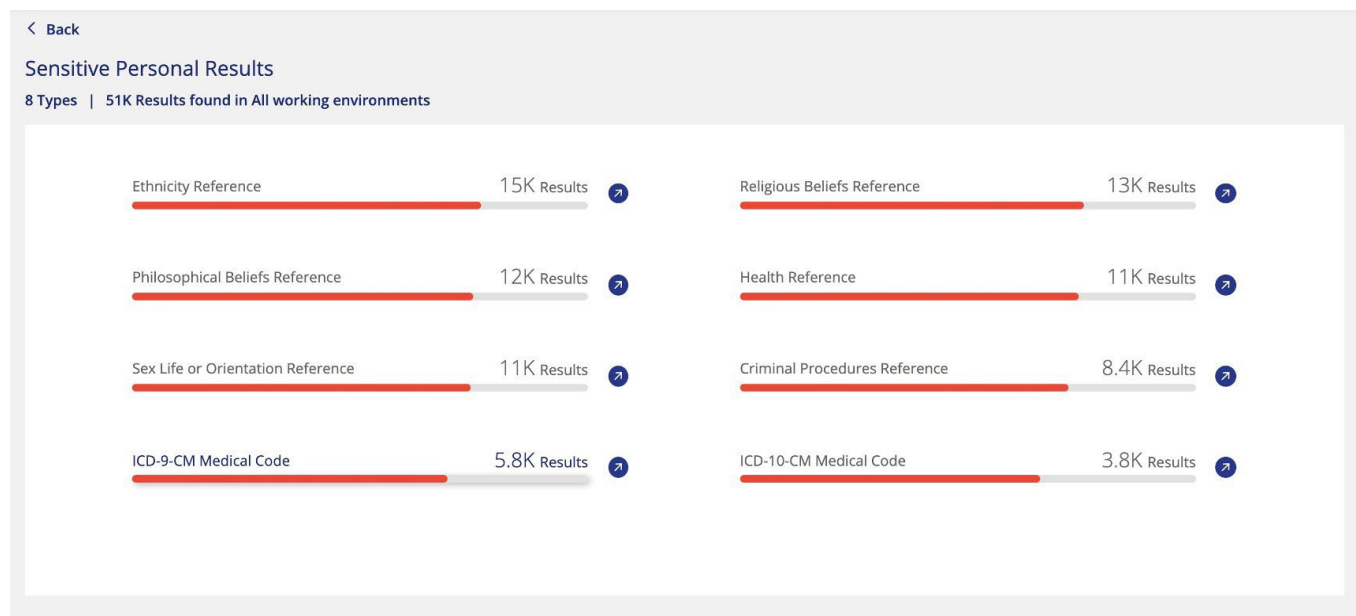 Back
Sensitive Personal Results
8 Types | 51K Results found in All working environments
Ethnicity Reference 15K Results
Religious Beliefs Reference 13K Results
Philosophical Beliefs Reference 12K Results
Health Reference 11K Results
Sex Life or Orientation Reference 11K Results
Criminal Procedures Reference 8.4K Results
ICD-9-CM Medical Code 5.8K Results
ICD-10-CM Medical Code 3.8K Results